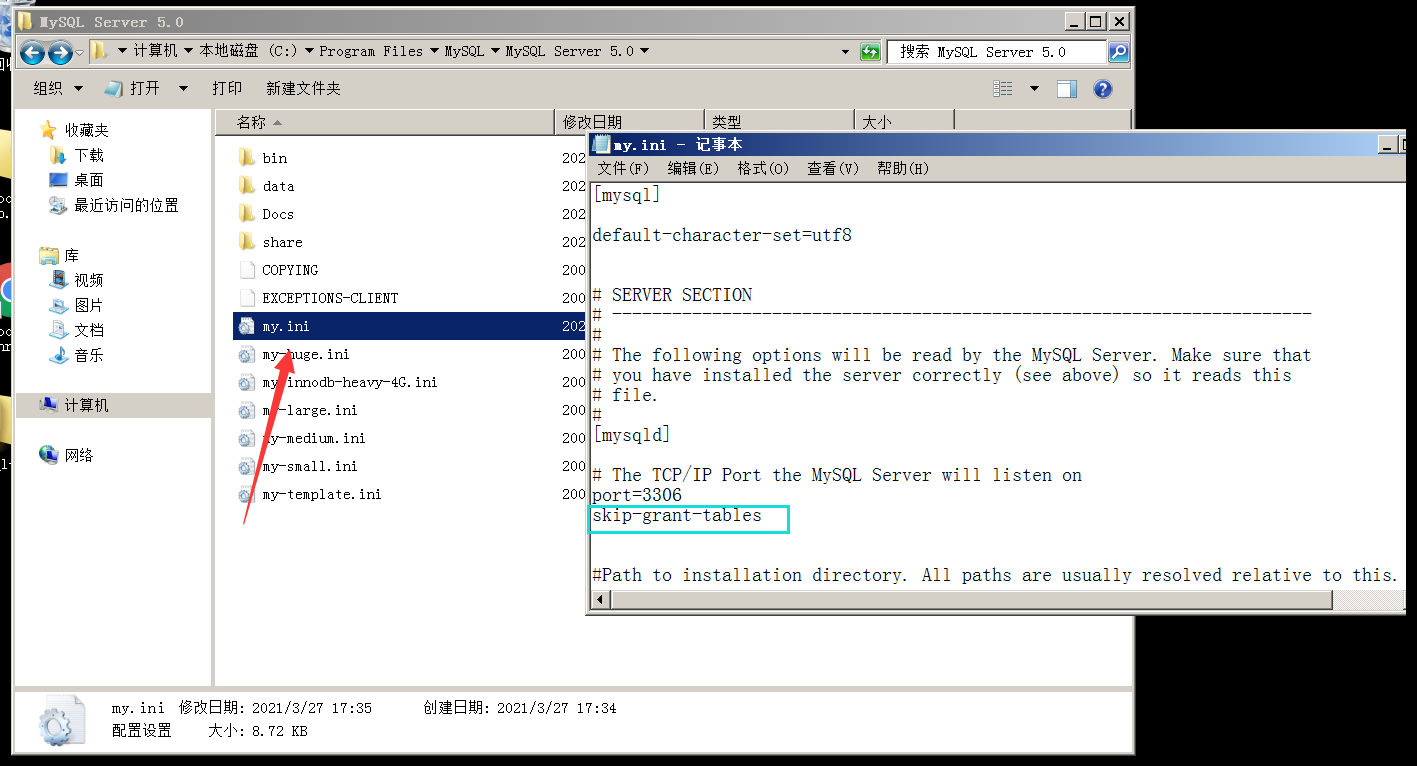 MySQL Server 5.0
计算机 本地磁盘 (C:) Program Files MySQL MySQL Server 5.0
搜索 MySQL Server 5.0
组织 打开 打印 新建文件夹
收藏夹
下载
桌面
最近访问的位置
库
视频
图片
文档
音乐
计算机
网络
名称 修改日期 类型 大小
bin 202
data 202
Docs 202
share 202
COPYING 200
EXCEPTIONS-CLIENT 200
my.ini 202
my-huge.ini 200
my-innodb-heavy-4G.ini 200
my-large.ini 200
my-medium.ini 200
my-small.ini 200
my-template.ini 200
my.ini - 记事本
文件(F) 编辑(E) 格式(O) 查看(V) 帮助(H)
[mysql]
default-character-set=utf8
# SERVER SECTION
# ----------------------------------------------------------------------
#
# The following options will be read by the MySQL Server. Make sure that
# you have installed the server correctly (see above) so it reads this
# file.
#
[mysqld]
# The TCP/IP Port the MySQL Server will listen on
port=3306
skip-grant-tables
#Path to installation directory. All paths are usually resolved relative to this.
my.ini 修改日期: 2021/3/27 17:35 创建日期: 2021/3/27 17:34
配置设置 大小: 8.72 KB